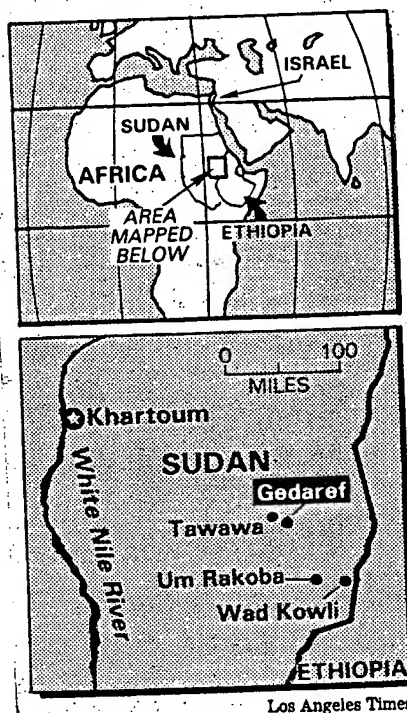 ISRAEL
SUDAN
AFRICA
AREA
MAPPED
BELOW
ETHIOPIA
0 100
MILES
Khartoum
White Nile River
SUDAN
Gedaref
Tawawa
Um Rakoba
Wad Kowli
ETHIOPIA
Los Angeles Times